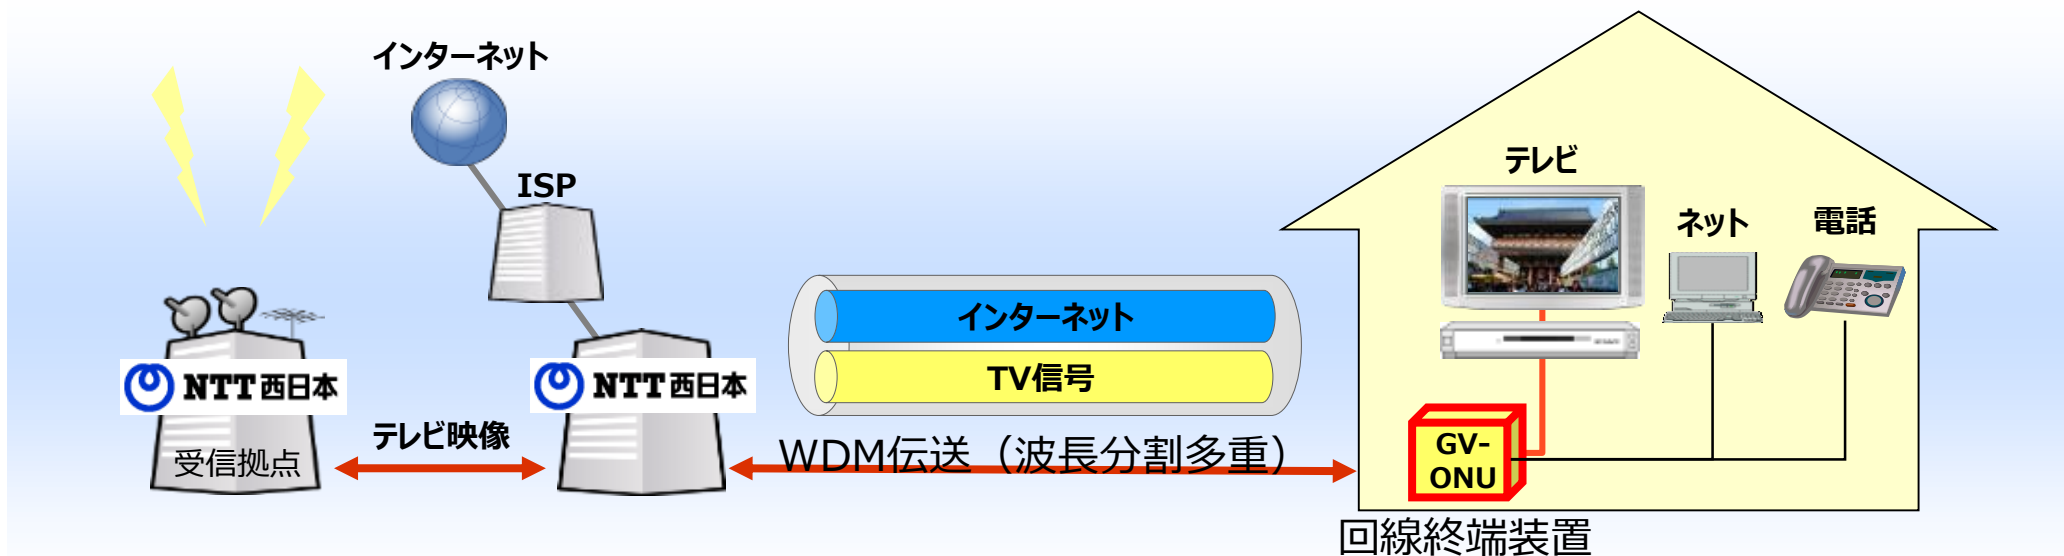 インターネット
ISP
NTT西日本
受信拠点
テレビ映像
NTT西日本
インターネット
TV信号
WDM伝送（波長分割多重）
テレビ
ネット
電話
GV-
ONU
回線終端装置